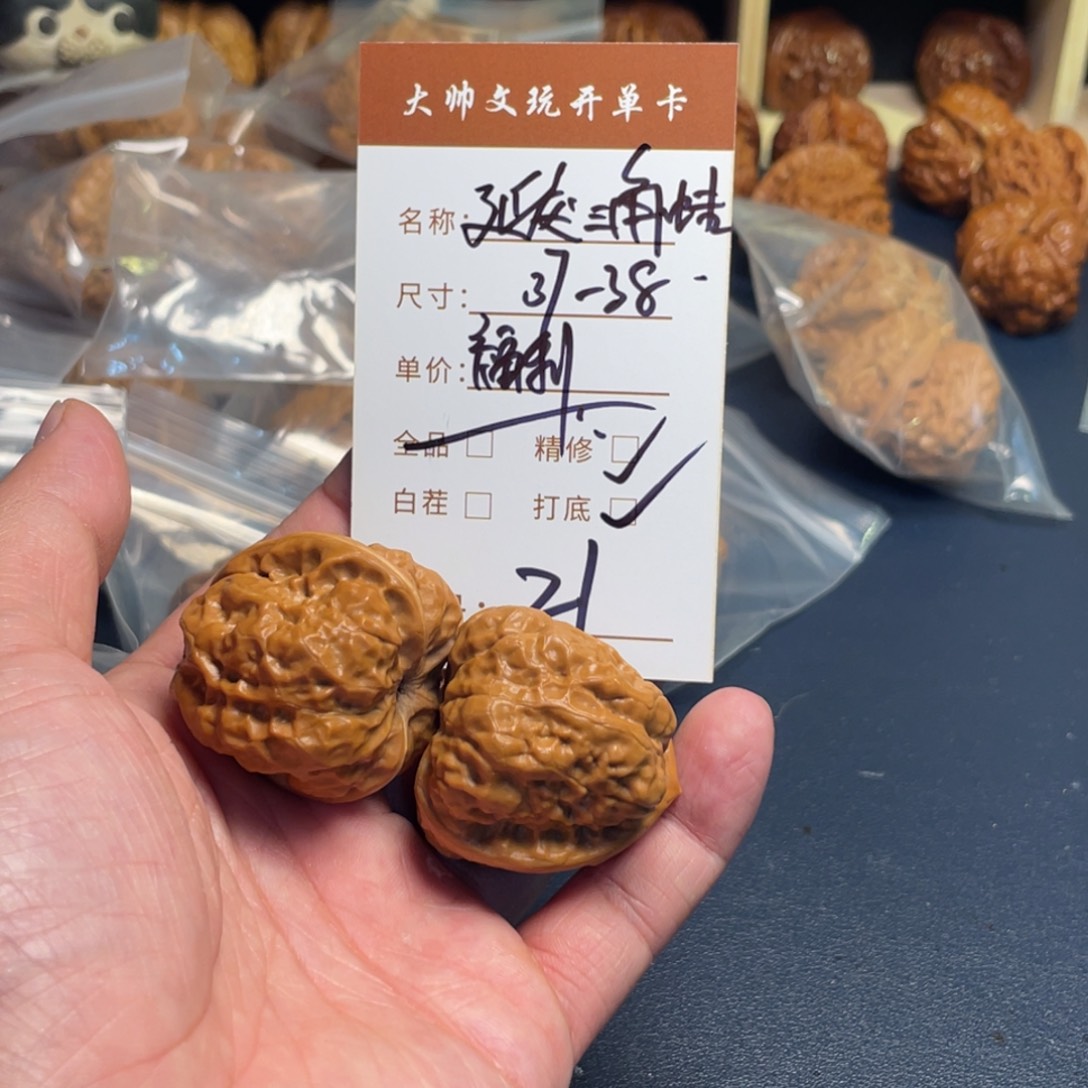 大帅文玩开单卡
名称:延庆三角蛙
尺寸:37-38.
单价:福利
全品□ 精修□
白茬□ 打底□
21